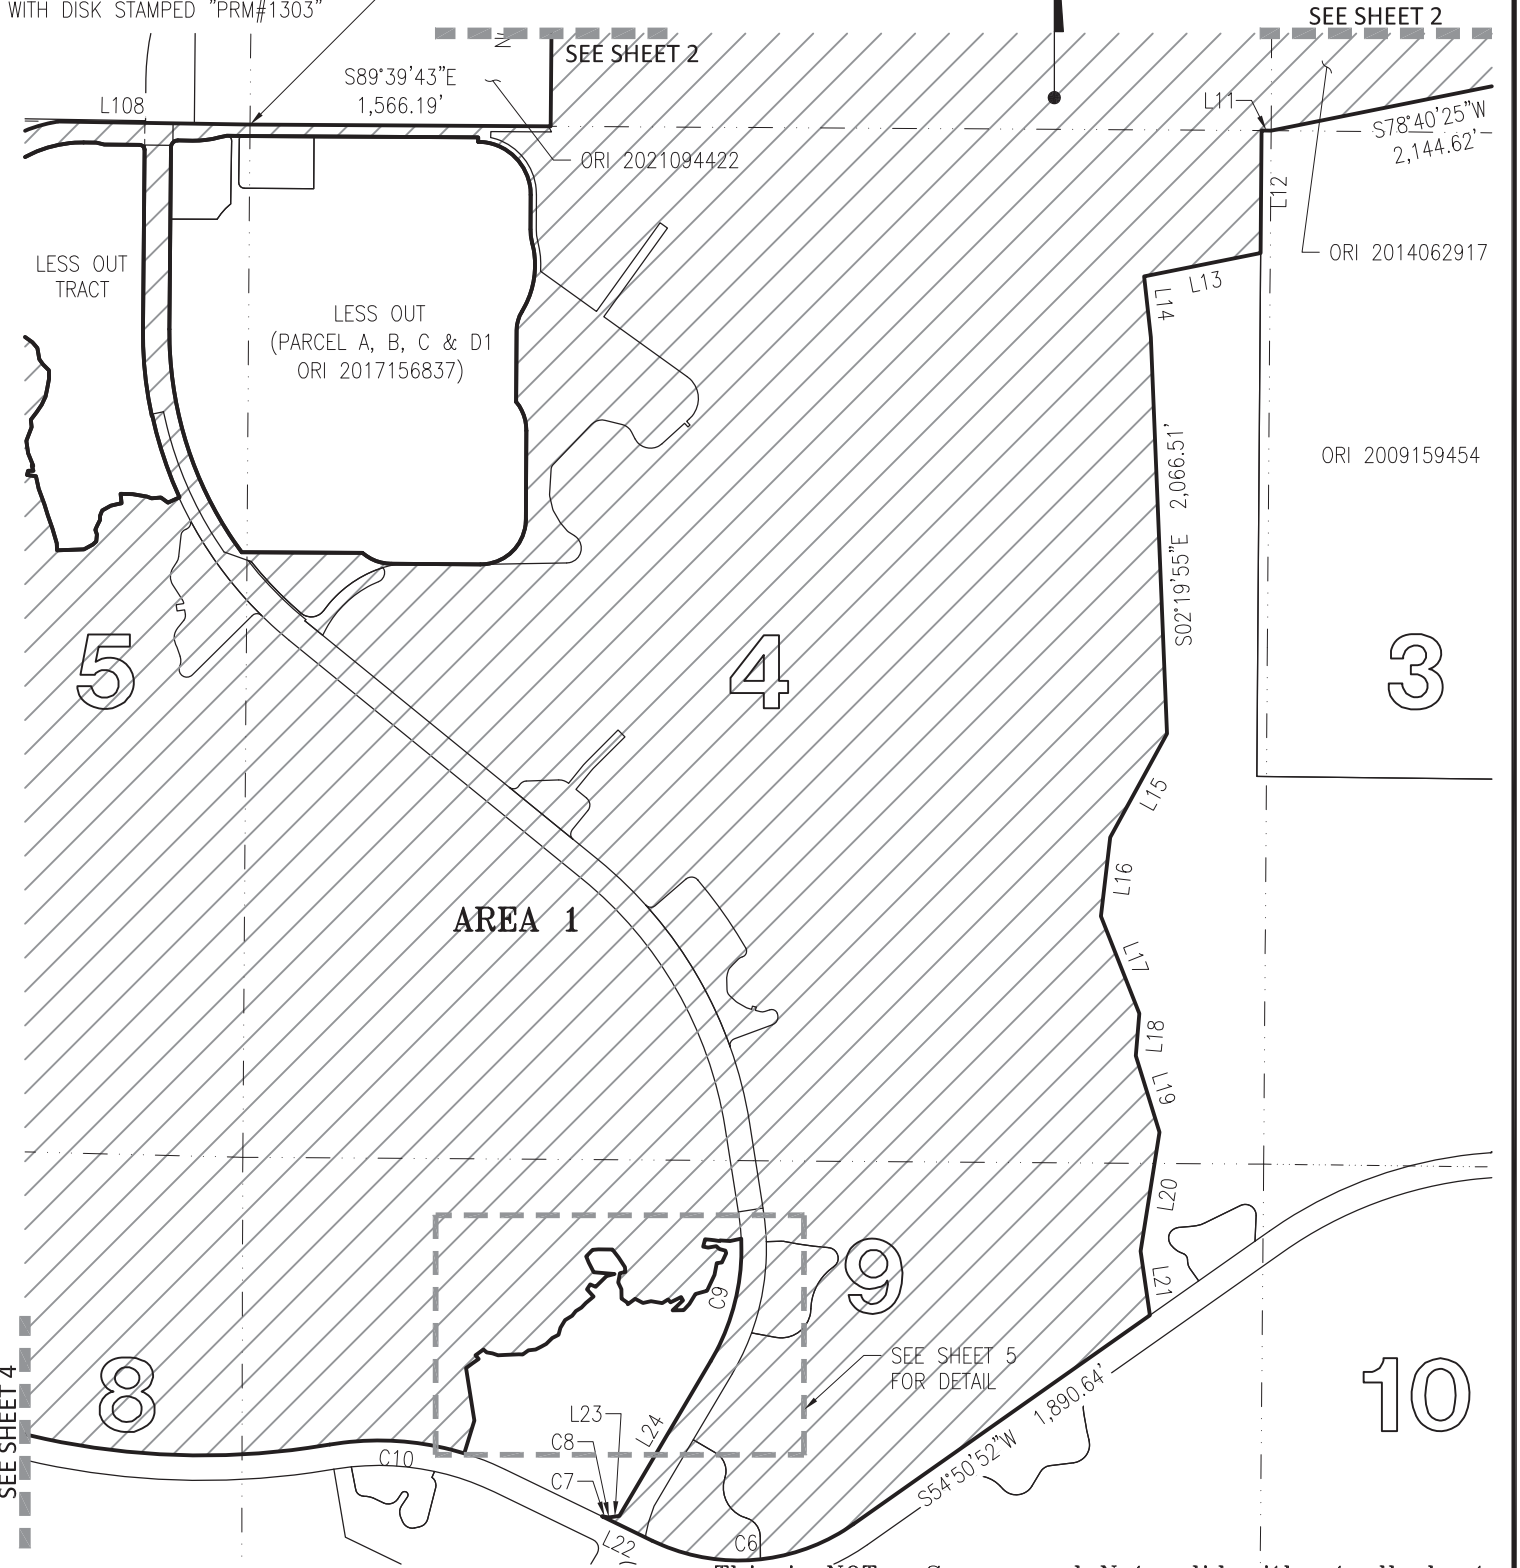 WITH DISK STAMPED "PRM#1303"
SEE SHEET 2
SEE SHEET 2
S89°39'43"E
1,566.19'
L108
L11
S78°40'25"W
2,144.62'
ORI 2021094422
L12
LESS OUT
TRACT
ORI 2014062917
L13
L14
LESS OUT
(PARCEL A, B, C & D1
ORI 2017156837)
S02°19'55"E 2,066.51'
ORI 2009159454
5
4
3
L15
L16
AREA 1
L17
L18
L19
L20
9
L21
C9
SEE SHEET 5
FOR DETAIL
SEE SHEET 4
8
10
1,890.64'
S54°50'52"W
L23
L24
C8
C10
C7
L22
C6